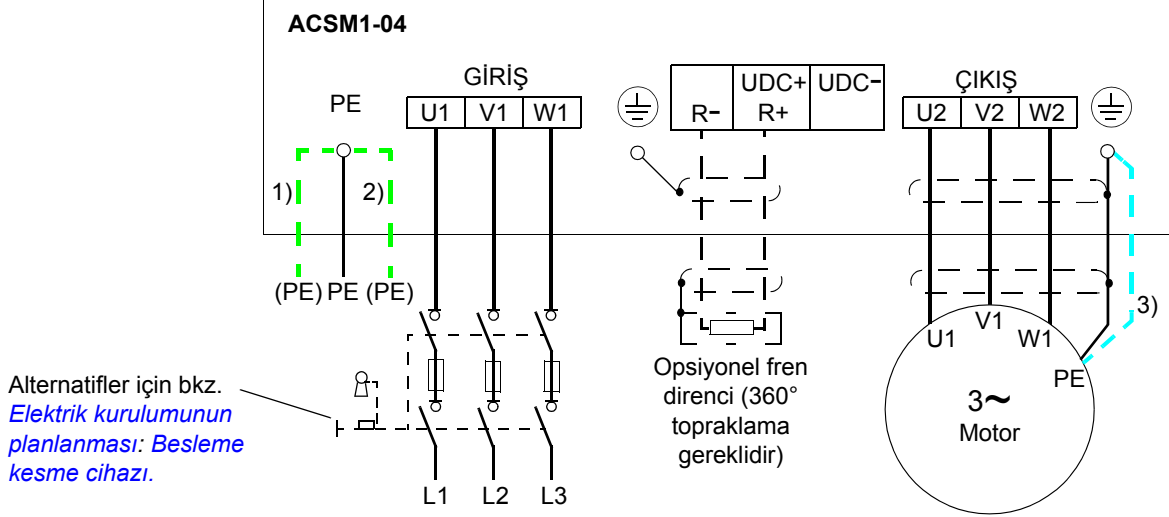 ACSM1-04
PE
GİRİŞ
U1 V1 W1
R-
UDC+
R+
UDC-
ÇIKIŞ
U2 V2 W2
1)
2)
(PE) PE (PE)
3)
U1
V1
W1
PE
3~
Motor
Opsiyonel fren
direnci (360°
topraklama
gereklidir)
Alternatifler için bkz.
Elektrik kurulumunun
planlanması: Besleme
kesme cihazı.
L1 L2 L3